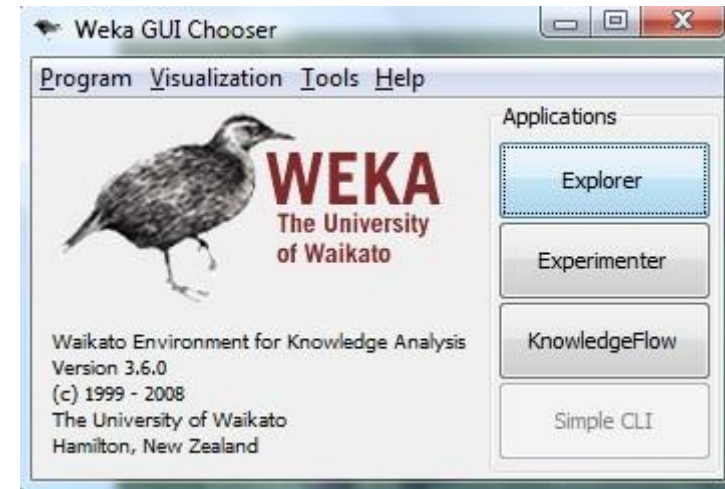 Weka GUI Chooser
Program Visualization Tools Help
WEKA
The University
of Waikato
Waikato Environment for Knowledge Analysis
Version 3.6.0
(c) 1999 - 2008
The University of Waikato
Hamilton, New Zealand
Applications
Explorer
Experimenter
KnowledgeFlow
Simple CLI